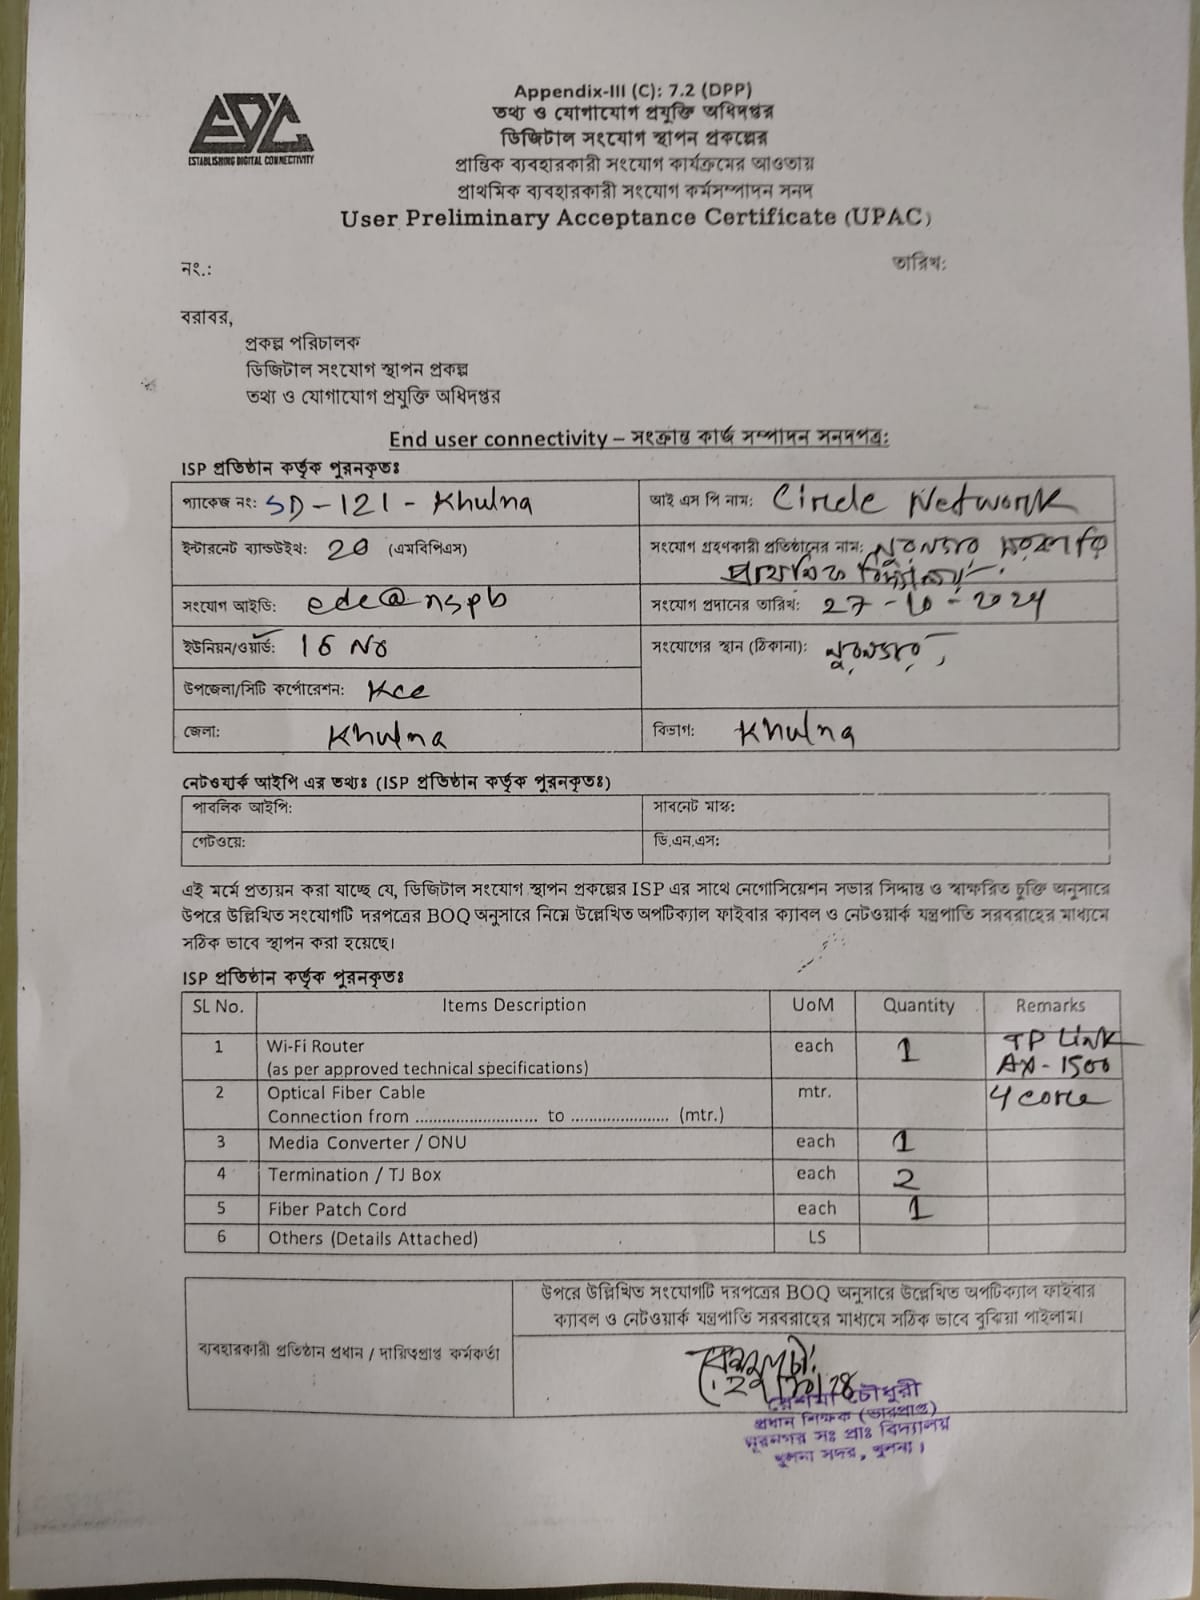 EDC
ESTABLISHING DIGITAL CONNECTIVITY
Appendix-III (C): 7.2 (DPP)
তথ্য ও যোগাযোগ প্রযুক্তি অধিদপ্তর
ডিজিটাল সংযোগ স্থাপন প্রকল্পের
প্রান্তিক ব্যবহারকারী সংযোগ কার্যক্রমের আওতায়
প্রাথমিক ব্যবহারকারী সংযোগ কর্মসম্পাদন সনদ
User Preliminary Acceptance Certificate (UPAC)
নং.: তারিখ:
বরাবর,
প্রকল্প পরিচালক
ডিজিটাল সংযোগ স্থাপন প্রকল্প
তথ্য ও যোগাযোগ প্রযুক্তি অধিদপ্তর
End user connectivity – সংক্রান্ত কার্জ সম্পাদন সনদপত্র:
ISP প্রতিষ্ঠান কর্তৃক পুরনকৃতঃ
প্যাকেজ নং: SD-121-Khulna আই এস পি নাম: Circle Network
ইন্টারনেট ব্যান্ডউইথ: 20 (এমবিপিএস) সংযোগ গ্রহণকারী প্রতিষ্ঠানের নাম: নুরনগর সরকারি
প্রাথমিক বিদ্যালয়
সংযোগ আইডি: edc@nspb সংযোগ প্রদানের তারিখ: 27-10-2024
ইউনিয়ন/ওয়ার্ড: 16 No সংযোগের স্থান (ঠিকানা): নুরনগর,
উপজেলা/সিটি কর্পোরেশন: Kcc
জেলা: Khulna বিভাগ: Khulna
নেটওয়ার্ক আইপি এর তথ্যঃ (ISP প্রতিষ্ঠান কর্তৃক পুরনকৃতঃ)
পাবলিক আইপি: সাবনেট মাস্ক:
গেটওয়ে: ডি.এন.এস:
এই মর্মে প্রত্যয়ন করা যাচ্ছে যে, ডিজিটাল সংযোগ স্থাপন প্রকল্পের ISP এর সাথে নেগোসিয়েশন সভার সিদ্দান্ত ও স্বাক্ষরিত চুক্তি অনুসারে
উপরে উল্লিখিত সংযোগটি দরপত্রের BOQ অনুসারে নিম্নে উল্লেখিত অপটিক্যাল ফাইবার ক্যাবল ও নেটওয়ার্ক যন্ত্রপাতি সরবরাহের মাধ্যমে
সঠিক ভাবে স্থাপন করা হয়েছে।
ISP প্রতিষ্ঠান কর্তৃক পুরনকৃতঃ
SL No. Items Description UoM Quantity Remarks
1 Wi-Fi Router each 1 TP Link
(as per approved technical specifications) AX-1500
2 Optical Fiber Cable mtr. 4 core
Connection from ............................ to ...................... (mtr.)
3 Media Converter / ONU each 1
4 Termination / TJ Box each 2
5 Fiber Patch Cord each 1
6 Others (Details Attached) LS
উপরে উল্লিখিত সংযোগটি দরপত্রের BOQ অনুসারে উল্লেখিত অপটিক্যাল ফাইবার
ক্যাবল ও নেটওয়ার্ক যন্ত্রপাতি সরবরাহের মাধ্যমে সঠিক ভাবে বুঝিয়া পাইলাম।
ব্যবহারকারী প্রতিষ্ঠান প্রধান / দায়িত্বপ্রাপ্ত কর্মকর্তা
চৌধুরী
প্রধান শিক্ষক (ভারপ্রাপ্ত)
নূরনগর সঃ প্রাঃ বিদ্যালয়
খুলনা সদর, খুলনা।